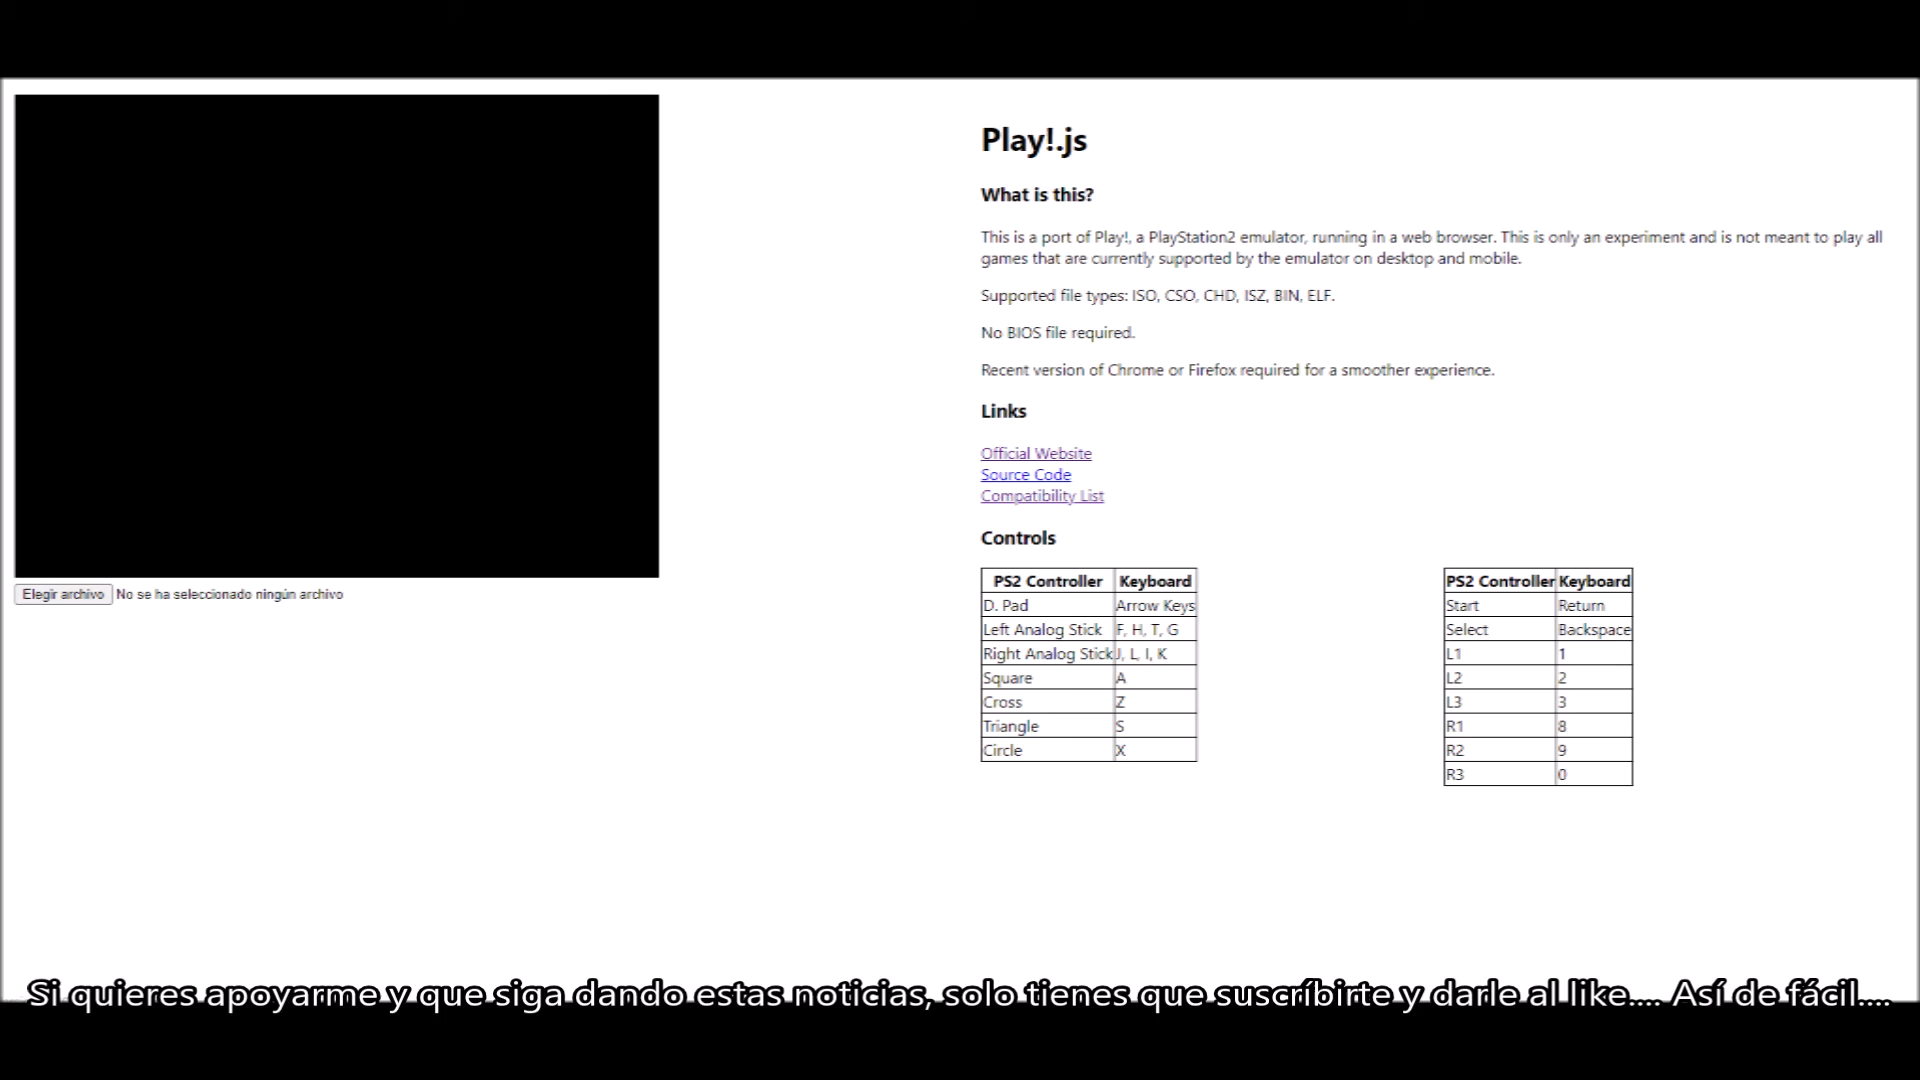 Play!.js
What is this?
This is a port of Play!, a PlayStation2 emulator, running in a web browser. This is only an experiment and is not meant to play all
games that are currently supported by the emulator on desktop and mobile.
Supported file types: ISO, CSO, CHD, ISZ, BIN, ELF.
No BIOS file required.
Recent version of Chrome or Firefox required for a smoother experience.
Links
Official Website
Source Code
Compatibility List
Controls
PS2 Controller Keyboard
D. Pad Arrow Keys
Left Analog Stick F, H, T, G
Right Analog Stick J, L, I, K
Square A
Cross Z
Triangle S
Circle X
PS2 Controller Keyboard
Start Return
Select Backspace
L1 1
L2 2
L3 3
R1 8
R2 9
R3 0
Elegir archivo No se ha seleccionado ningún archivo
Si quieres apoyarme y que siga dando estas noticias, solo tienes que suscríbirte y darle al like.... Así de fácil....